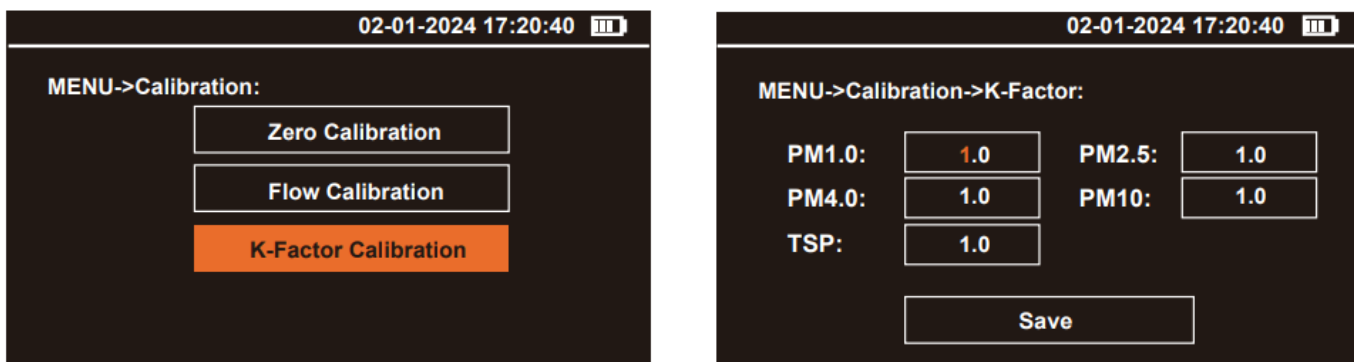 02-01-2024 17:20:40
MENU->Calibration:
Zero Calibration
Flow Calibration
K-Factor Calibration
02-01-2024 17:20:40
MENU->Calibration->K-Factor:
PM1.0: 1.0 PM2.5: 1.0
PM4.0: 1.0 PM10: 1.0
TSP: 1.0
Save